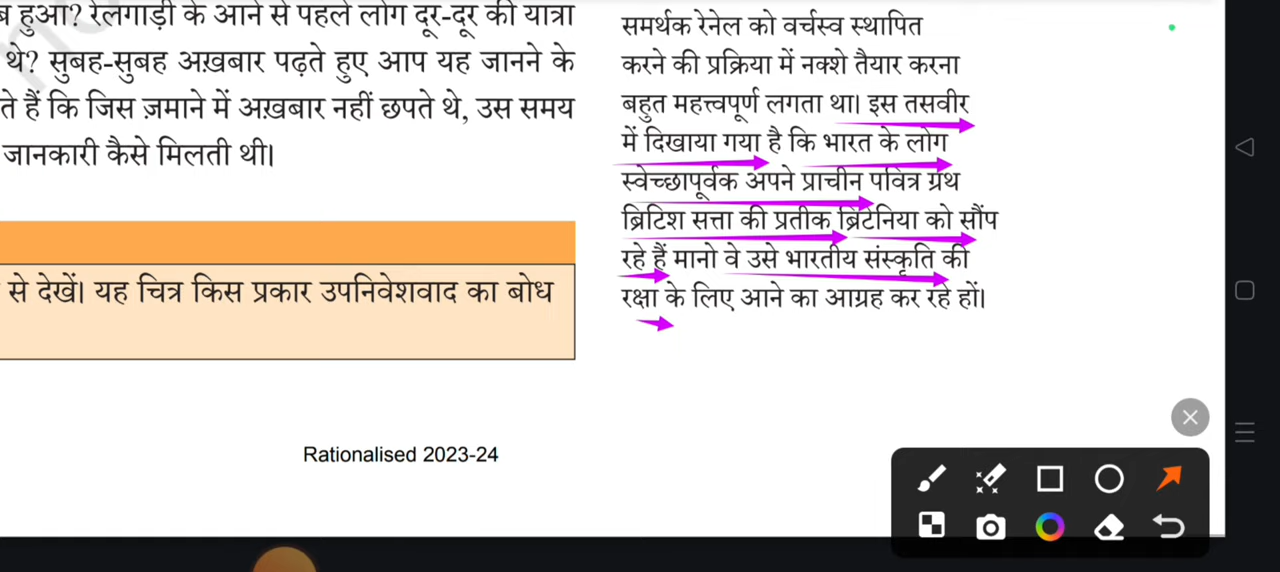 हुआ? रेलगाड़ी के आने से पहले लोग दूर-दूर की यात्रा
थे? सुबह-सुबह अख़बार पढ़ते हुए आप यह जानने के
ते हैं कि जिस ज़माने में अख़बार नहीं छपते थे, उस समय
जानकारी कैसे मिलती थी।
से देखें। यह चित्र किस प्रकार उपनिवेशवाद का बोध
समर्थक रेनेल को वर्चस्व स्थापित
करने की प्रक्रिया में नक्शे तैयार करना
बहुत महत्त्वपूर्ण लगता था। इस तसवीर
में दिखाया गया है कि भारत के लोग
स्वेच्छापूर्वक अपने प्राचीन पवित्र ग्रंथ
ब्रिटिश सत्ता की प्रतीक ब्रिटेनिया को सौंप
रहे हैं मानो वे उसे भारतीय संस्कृति की
रक्षा के लिए आने का आग्रह कर रहे हों।
Rationalised 2023-24